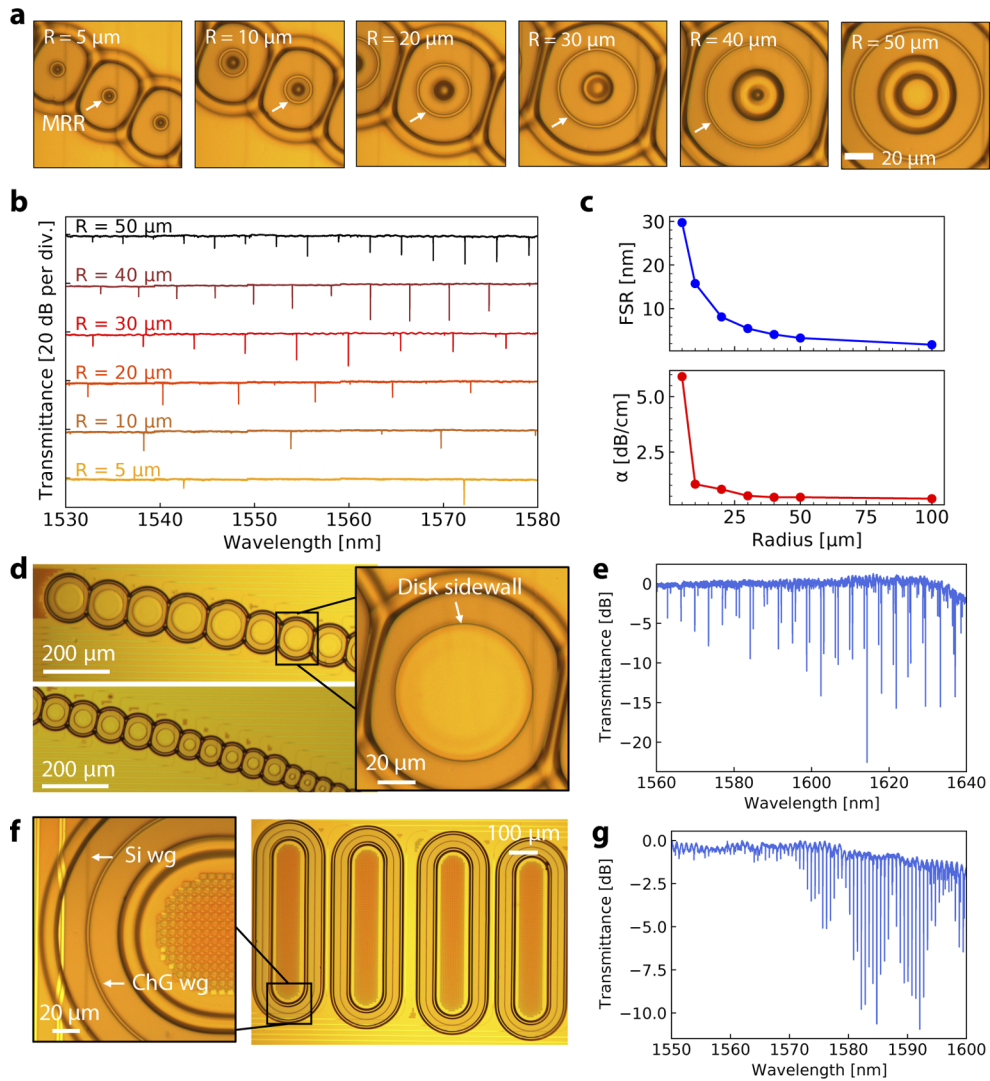 a
R = 5 µm
R = 10 µm
R = 20 µm
R = 30 µm
R = 40 µm
R = 50 µm
MRR
20 µm
b
Transmittance [20 dB per div.]
R = 50 µm
R = 40 µm
R = 30 µm
R = 20 µm
R = 10 µm
R = 5 µm
1530 1540 1550 1560 1570 1580
Wavelength [nm]
c
FSR [nm]
30
20
10
α [dB/cm]
5.0
2.5
25 50 75 100
Radius [µm]
d
200 µm
200 µm
Disk sidewall
20 µm
e
Transmittance [dB]
0
−5
−10
−15
−20
1560 1580 1600 1620 1640
Wavelength [nm]
f
Si wg
ChG wg
20 µm
100 µm
g
Transmittance [dB]
0.0
−2.5
−5.0
−7.5
−10.0
1550 1560 1570 1580 1590 1600
Wavelength [nm]